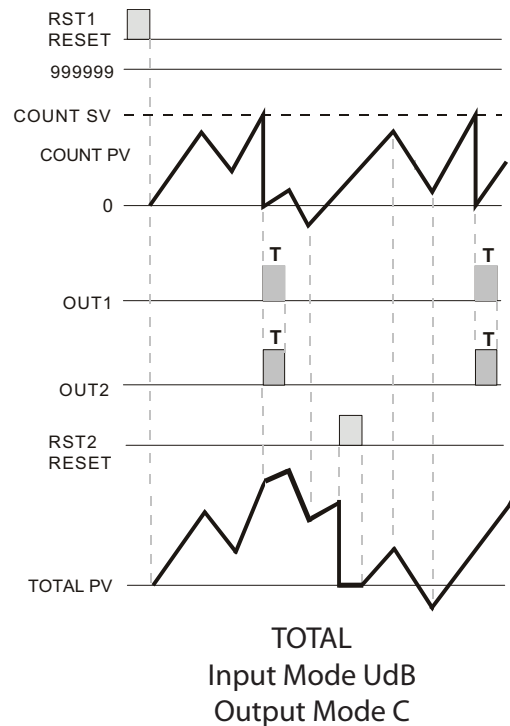 RST1
RESET
999999
COUNT SV
COUNT PV
0
T
T
OUT1
T
T
OUT2
RST2
RESET
TOTAL PV
TOTAL
Input Mode UdB
Output Mode C